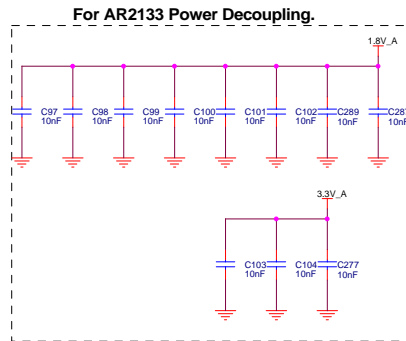 For AR2133 Power Decoupling.
1.8V_A
C97 C98 C99 C100 C101 C102 C289
10nF 10nF 10nF 10nF 10nF 10nF 10nF 10nF
3.3V_A
C103 C104 C277
10nF 10nF 10nF